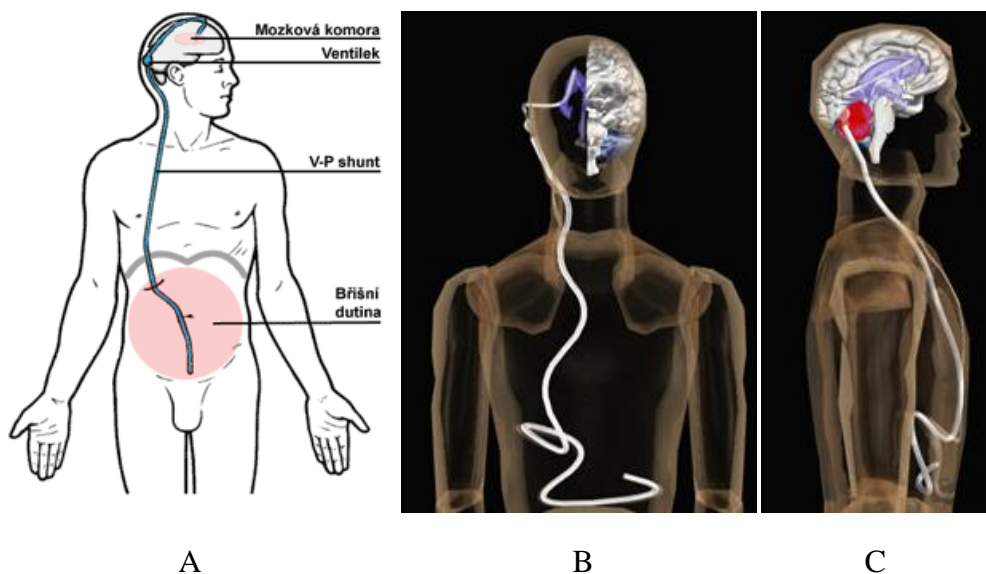 Mozková komora
Ventilek
V-P shunt
Břišní
dutina
A
B
C